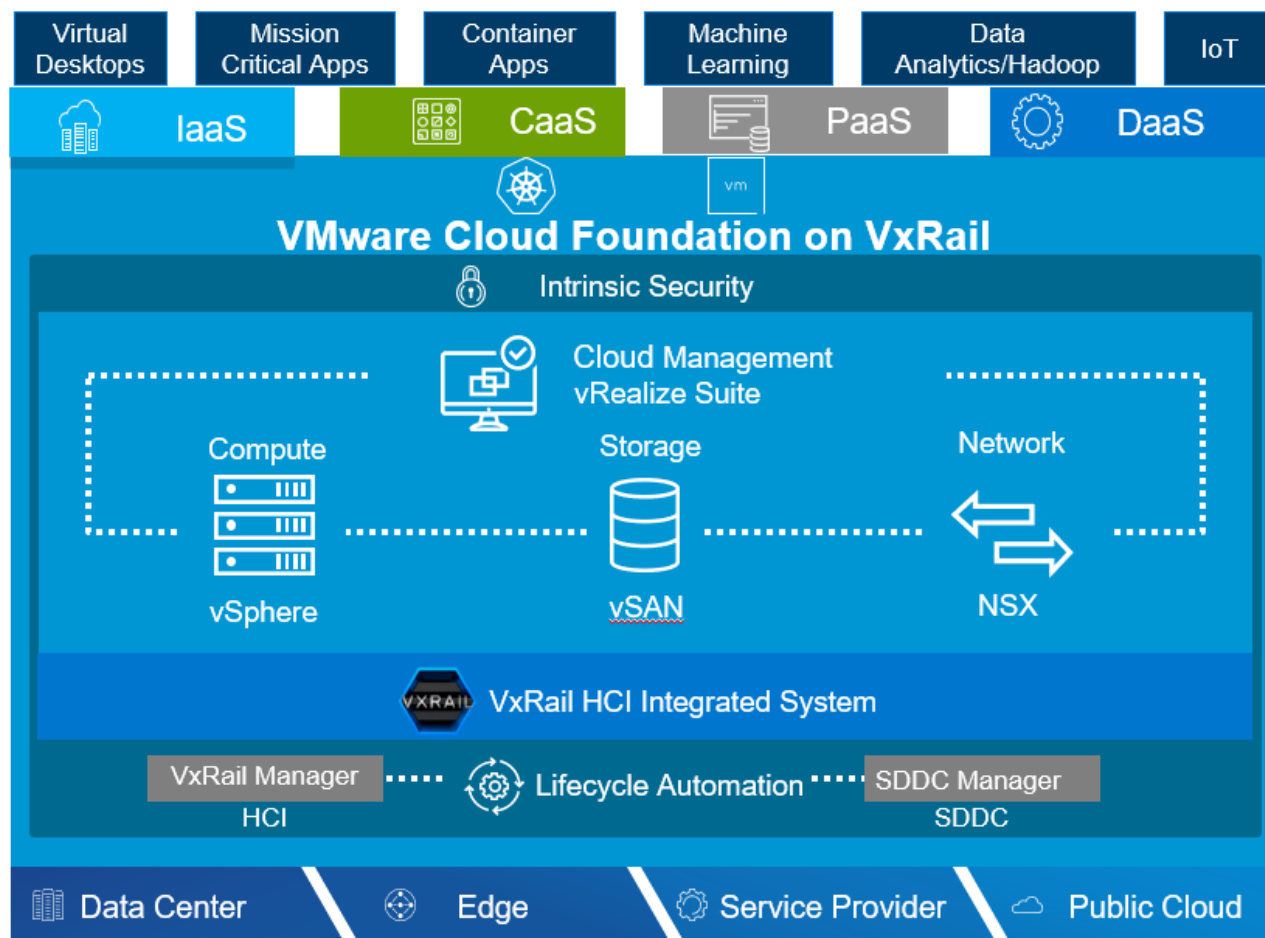 Virtual
Desktops
Mission
Critical Apps
Container
Apps
Machine
Learning
Data
Analytics/Hadoop
IoT
IaaS
CaaS
PaaS
DaaS
vm
VMware Cloud Foundation on VxRail
Intrinsic Security
Cloud Management
vRealize Suite
Compute
Storage
Network
vSphere
vSAN
NSX
VXRAIL
VxRail HCI Integrated System
VxRail Manager
Lifecycle Automation
SDDC Manager
HCI
SDDC
Data Center
Edge
Service Provider
Public Cloud